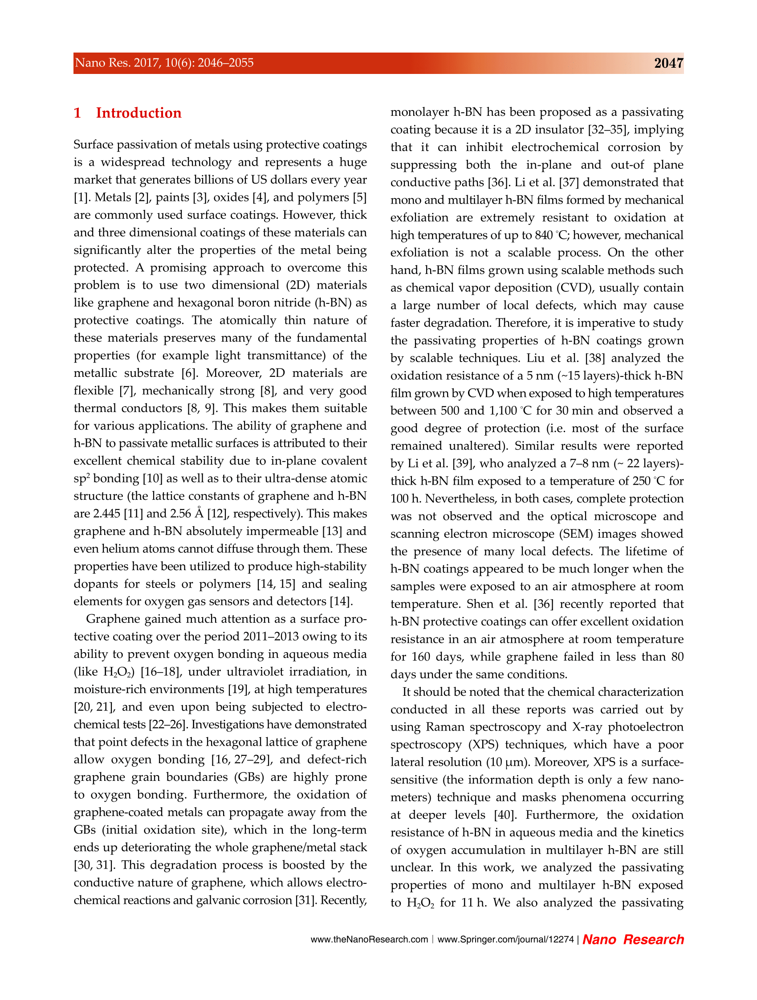 Nano Res. 2017, 10(6): 2046–2055
2047
1 Introduction
Surface passivation of metals using protective coatings
is a widespread technology and represents a huge
market that generates billions of US dollars every year
[1]. Metals [2], paints [3], oxides [4], and polymers [5]
are commonly used surface coatings. However, thick
and three dimensional coatings of these materials can
significantly alter the properties of the metal being
protected. A promising approach to overcome this
problem is to use two dimensional (2D) materials
like graphene and hexagonal boron nitride (h-BN) as
protective coatings. The atomically thin nature of
these materials preserves many of the fundamental
properties (for example light transmittance) of the
metallic substrate [6]. Moreover, 2D materials are
flexible [7], mechanically strong [8], and very good
thermal conductors [8, 9]. This makes them suitable
for various applications. The ability of graphene and
h-BN to passivate metallic surfaces is attributed to their
excellent chemical stability due to in-plane covalent
sp² bonding [10] as well as to their ultra-dense atomic
structure (the lattice constants of graphene and h-BN
are 2.445 [11] and 2.56 Å [12], respectively). This makes
graphene and h-BN absolutely impermeable [13] and
even helium atoms cannot diffuse through them. These
properties have been utilized to produce high-stability
dopants for steels or polymers [14, 15] and sealing
elements for oxygen gas sensors and detectors [14].
Graphene gained much attention as a surface pro-
tective coating over the period 2011–2013 owing to its
ability to prevent oxygen bonding in aqueous media
(like H₂O₂) [16–18], under ultraviolet irradiation, in
moisture-rich environments [19], at high temperatures
[20, 21], and even upon being subjected to electro-
chemical tests [22–26]. Investigations have demonstrated
that point defects in the hexagonal lattice of graphene
allow oxygen bonding [16, 27–29], and defect-rich
graphene grain boundaries (GBs) are highly prone
to oxygen bonding. Furthermore, the oxidation of
graphene-coated metals can propagate away from the
GBs (initial oxidation site), which in the long-term
ends up deteriorating the whole graphene/metal stack
[30, 31]. This degradation process is boosted by the
conductive nature of graphene, which allows electro-
chemical reactions and galvanic corrosion [31]. Recently,
monolayer h-BN has been proposed as a passivating
coating because it is a 2D insulator [32–35], implying
that it can inhibit electrochemical corrosion by
suppressing both the in-plane and out-of plane
conductive paths [36]. Li et al. [37] demonstrated that
mono and multilayer h-BN films formed by mechanical
exfoliation are extremely resistant to oxidation at
high temperatures of up to 840 °C; however, mechanical
exfoliation is not a scalable process. On the other
hand, h-BN films grown using scalable methods such
as chemical vapor deposition (CVD), usually contain
a large number of local defects, which may cause
faster degradation. Therefore, it is imperative to study
the passivating properties of h-BN coatings grown
by scalable techniques. Liu et al. [38] analyzed the
oxidation resistance of a 5 nm (~15 layers)-thick h-BN
film grown by CVD when exposed to high temperatures
between 500 and 1,100 °C for 30 min and observed a
good degree of protection (i.e. most of the surface
remained unaltered). Similar results were reported
by Li et al. [39], who analyzed a 7–8 nm (~ 22 layers)-
thick h-BN film exposed to a temperature of 250 °C for
100 h. Nevertheless, in both cases, complete protection
was not observed and the optical microscope and
scanning electron microscope (SEM) images showed
the presence of many local defects. The lifetime of
h-BN coatings appeared to be much longer when the
samples were exposed to an air atmosphere at room
temperature. Shen et al. [36] recently reported that
h-BN protective coatings can offer excellent oxidation
resistance in an air atmosphere at room temperature
for 160 days, while graphene failed in less than 80
days under the same conditions.
It should be noted that the chemical characterization
conducted in all these reports was carried out by
using Raman spectroscopy and X-ray photoelectron
spectroscopy (XPS) techniques, which have a poor
lateral resolution (10 μm). Moreover, XPS is a surface-
sensitive (the information depth is only a few nano-
meters) technique and masks phenomena occurring
at deeper levels [40]. Furthermore, the oxidation
resistance of h-BN in aqueous media and the kinetics
of oxygen accumulation in multilayer h-BN are still
unclear. In this work, we analyzed the passivating
properties of mono and multilayer h-BN exposed
to H₂O₂ for 11 h. We also analyzed the passivating
www.theNanoResearch.com | www.Springer.com/journal/12274 | Nano Research